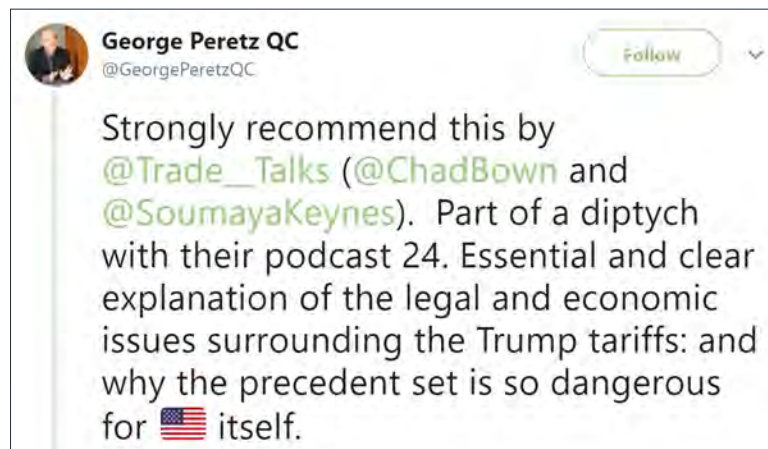 George Peretz QC
@GeorgePeretzQC
Follow
Strongly recommend this by
@Trade__Talks (@ChadBown and
@SoumayaKeynes). Part of a diptych
with their podcast 24. Essential and clear
explanation of the legal and economic
issues surrounding the Trump tariffs: and
why the precedent set is so dangerous
for 🇺🇸 itself.